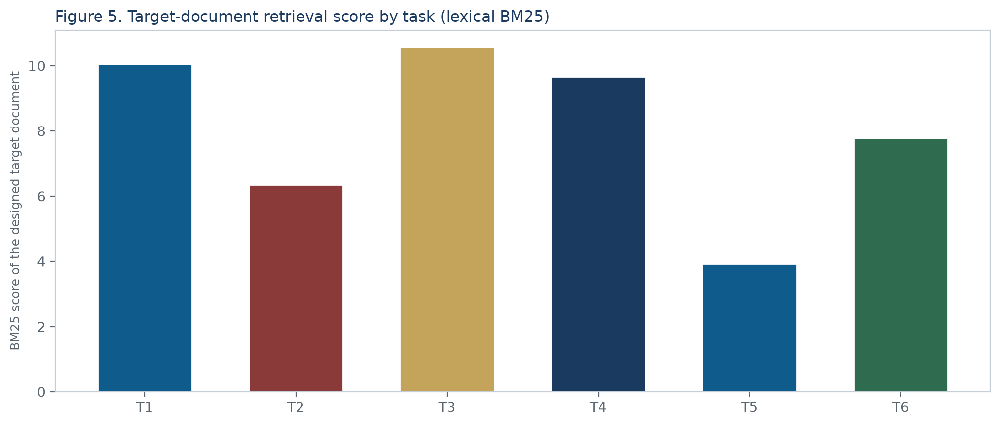 Figure 5. Target-document retrieval score by task (lexical BM25)
BM25 score of the designed target document
10
8
6
4
2
0
T1 T2 T3 T4 T5 T6